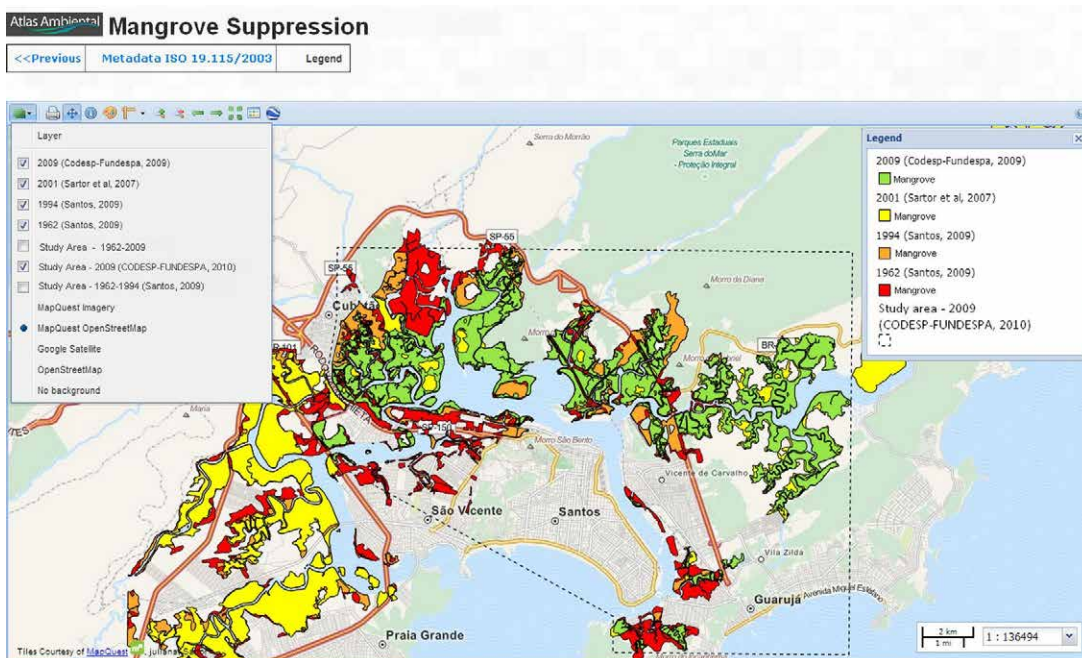 Atlas Ambiental Mangrove Suppression
<<Previous Metadata ISO 19.115/2003 Legend
Layer
2009 (Codesp-Fundespa, 2009)
2001 (Sartor et al, 2007)
1994 (Santos, 2009)
1962 (Santos, 2009)
Study Area - 1962-2009
Study Area - 2009 (CODESP-FUNDESPA, 2010)
Study Area - 1962-1994 (Santos, 2009)
MapQuest Imagery
MapQuest OpenStreetMap
Google Satellite
OpenStreetMap
No background
Serra do Morrão
Parques Estaduais
Serra doMar
- Proteção Integral
SP-55
SP-55
Morro da Diana
Maria
SP-150
Morro São Bento
Vicente de Carvalho
São Vicente
Santos
Vila Zilda
Guarujá
Praia Grande
Legend
2009 (Codesp-Fundespa, 2009)
Mangrove
2001 (Sartor et al, 2007)
Mangrove
1994 (Santos, 2009)
Mangrove
1962 (Santos, 2009)
Mangrove
Study area - 2009
(CODESP-FUNDESPA, 2010)
2 km
1 mi
1 : 136494
Tiles Courtesy of MapQuest